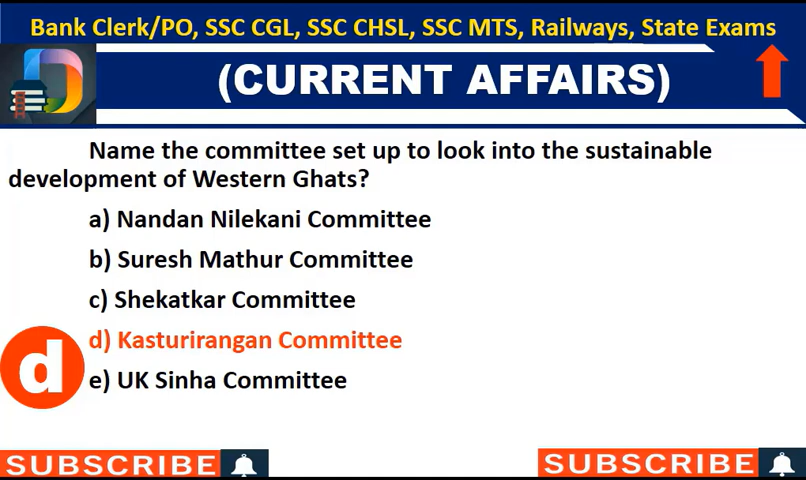 Bank Clerk/PO, SSC CGL, SSC CHSL, SSC MTS, Railways, State Exams
(CURRENT AFFAIRS)
Name the committee set up to look into the sustainable
development of Western Ghats?
a) Nandan Nilekani Committee
b) Suresh Mathur Committee
c) Shekatkar Committee
d) Kasturirangan Committee
d
e) UK Sinha Committee
SUBSCRIBE
SUBSCRIBE